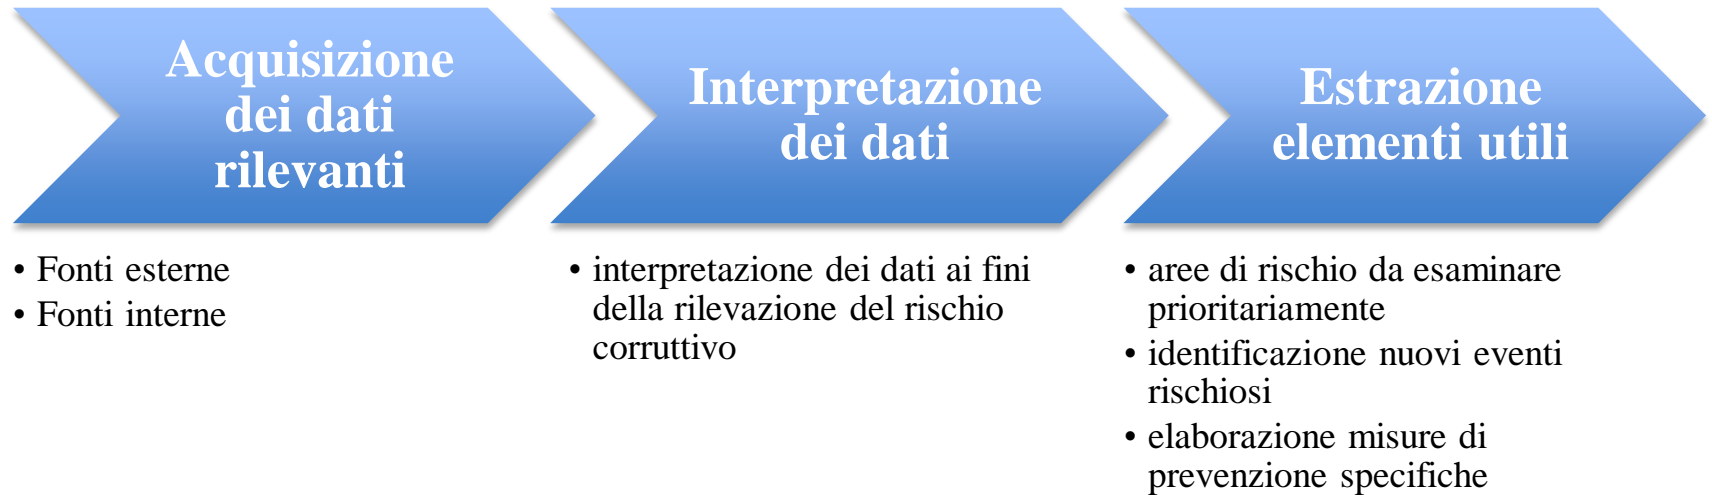 Acquisizione
dei dati
rilevanti
• Fonti esterne
• Fonti interne
Interpretazione
dei dati
• interpretazione dei dati ai fini
della rilevazione del rischio
corruttivo
Estrazione
elementi utili
• aree di rischio da esaminare
prioritariamente
• identificazione nuovi eventi
rischiosi
• elaborazione misure di
prevenzione specifiche